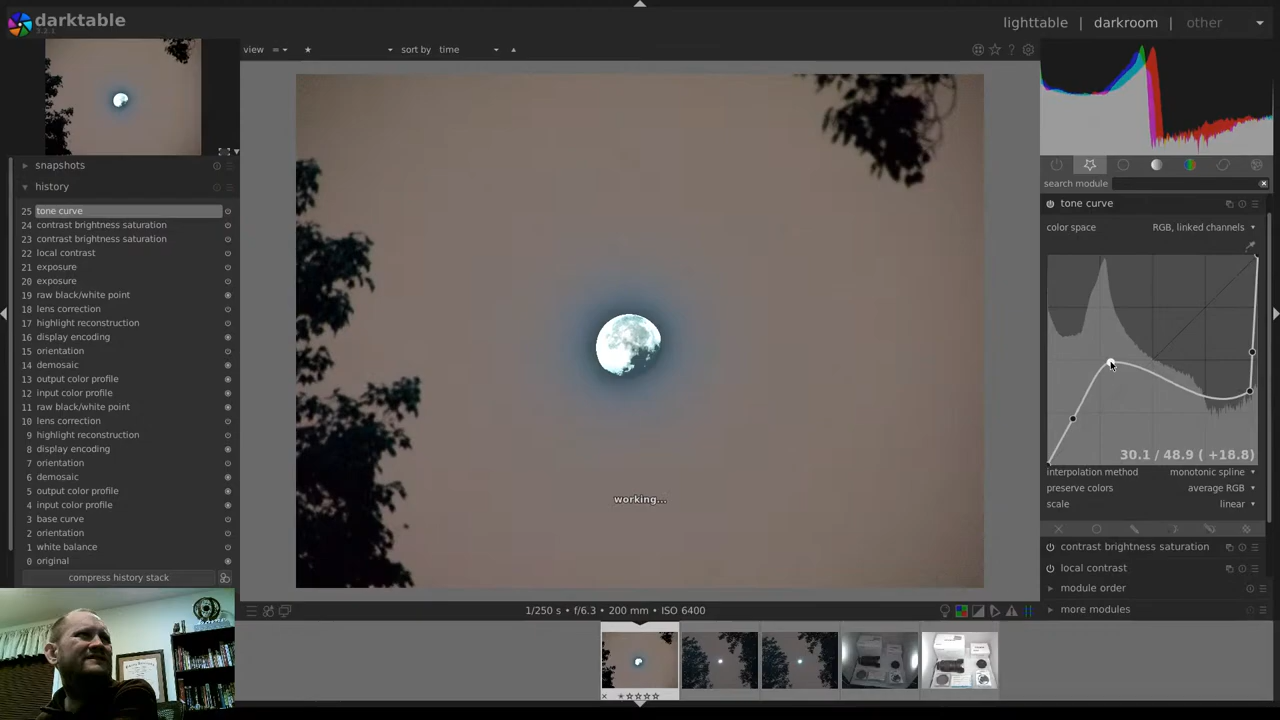 darktable
3.2.1
lighttable | darkroom | other
view = ★ sort by time
snapshots
history
25 tone curve
24 contrast brightness saturation
23 contrast brightness saturation
22 local contrast
21 exposure
20 exposure
19 raw black/white point
18 lens correction
17 highlight reconstruction
16 display encoding
15 orientation
14 demosaic
13 output color profile
12 input color profile
11 raw black/white point
10 lens correction
9 highlight reconstruction
8 display encoding
7 orientation
6 demosaic
5 output color profile
4 input color profile
3 base curve
2 orientation
1 white balance
0 original
compress history stack
working...
1/250 s • f/6.3 • 200 mm • ISO 6400
search module
tone curve
color space RGB, linked channels
30.1 / 48.9 ( +18.8)
interpolation method monotonic spline
preserve colors average RGB
scale linear
contrast brightness saturation
local contrast
module order
more modules